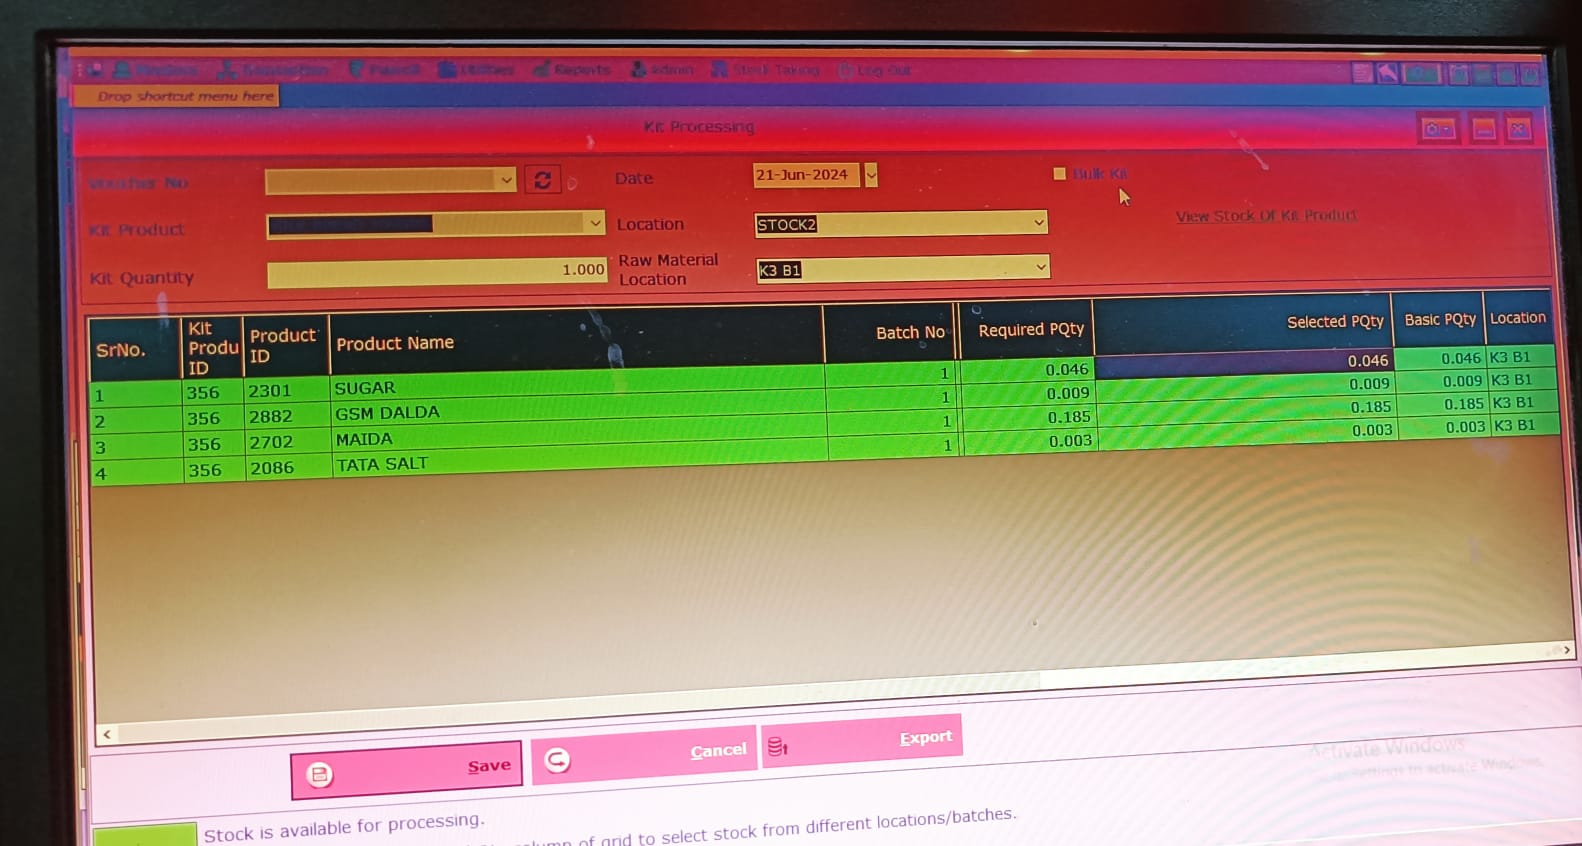 Windows Transaction Payroll Utilities Reports Admin Stock Taking Log Out
Drop shortcut menu here
Kit Processing
Voucher No Date 21-Jun-2024 Bulk Kit
Kit Product Location STOCK2 View Stock Of Kit Product
Kit Quantity 1.000 Raw Material Location K3 B1
SrNo. Kit Produ ID Product ID Product Name Batch No Required PQty Selected PQty Basic PQty Location
1 356 2301 SUGAR 1 0.046 0.046 0.046 K3 B1
2 356 2882 GSM DALDA 1 0.009 0.009 0.009 K3 B1
3 356 2702 MAIDA 1 0.185 0.185 0.185 K3 B1
4 356 2086 TATA SALT 1 0.003 0.003 0.003 K3 B1
Save Cancel Export
Activate Windows
settings to activate Windows.
Stock is available for processing.
of grid to select stock from different locations/batches.